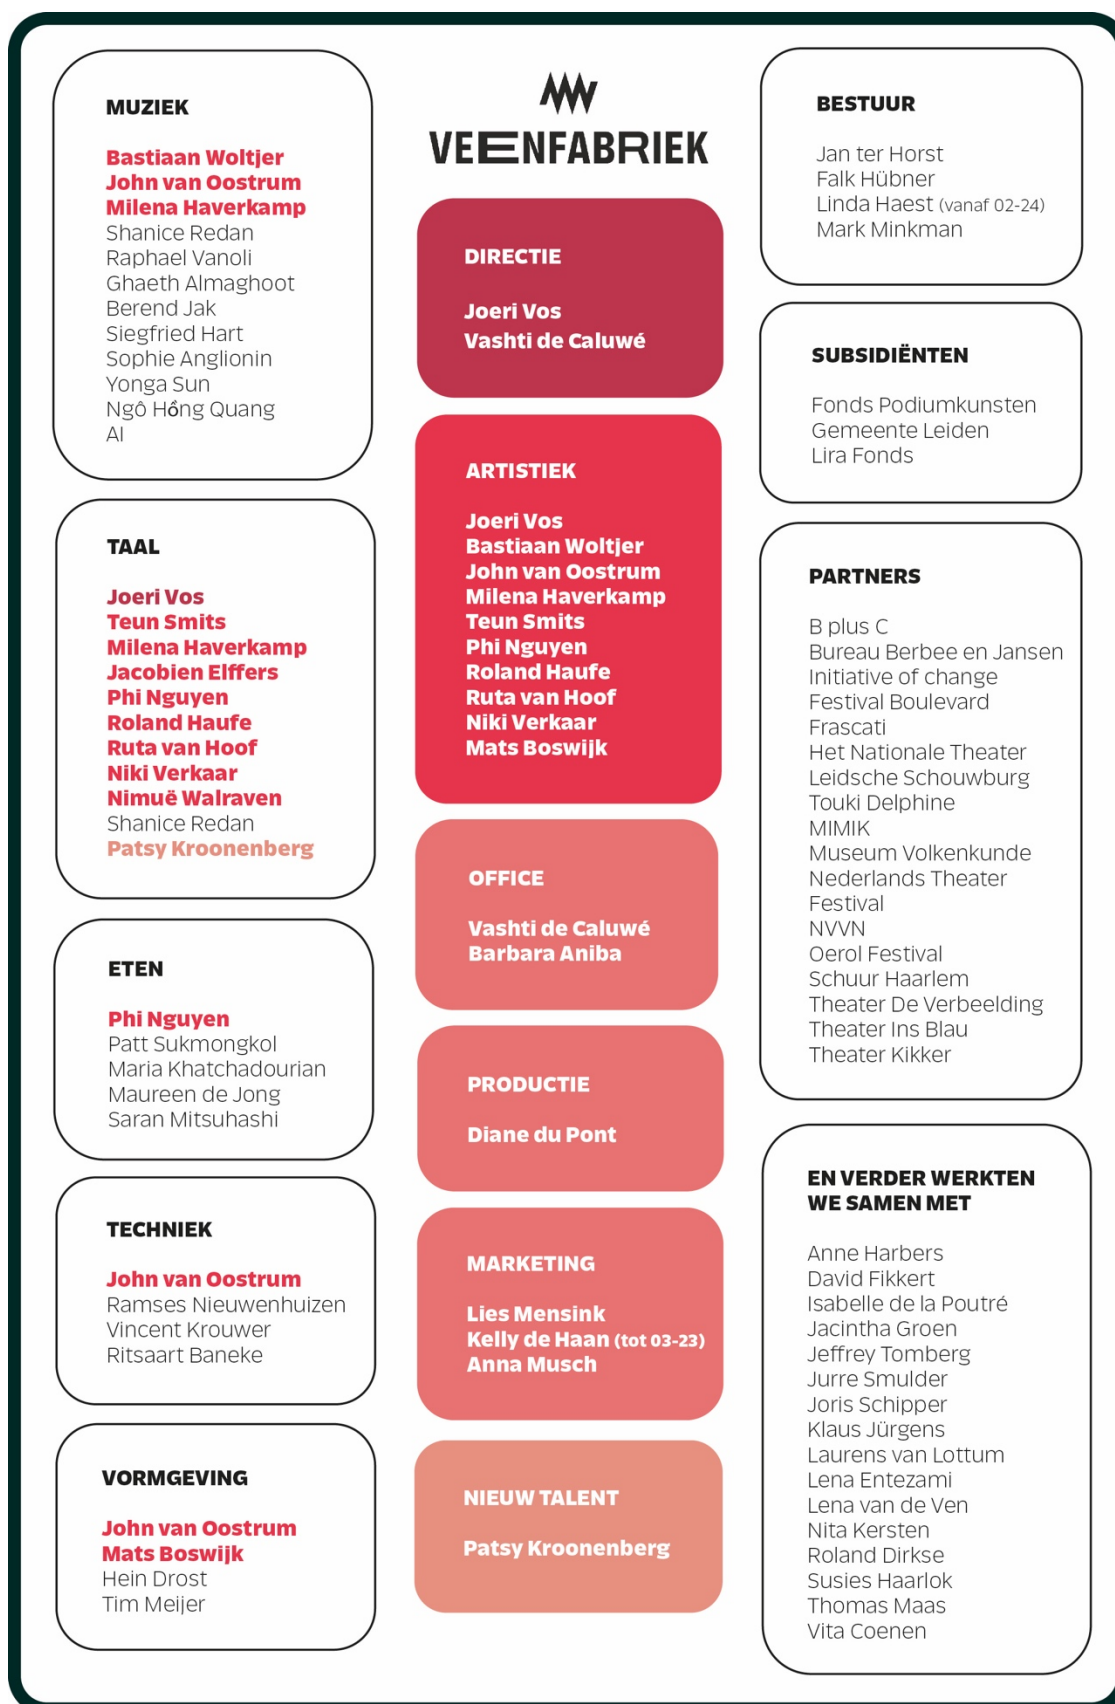 MUZIEK
Bastiaan Woltjer
John van Oostrum
Milena Haverkamp
Shanice Redan
Raphael Vanoli
Ghaeth Almaghoot
Berend Jak
Siegfried Hart
Sophie Anglionin
Yonga Sun
Ngô Hồng Quang
AI
TAAL
Joeri Vos
Teun Smits
Milena Haverkamp
Jacobien Elffers
Phi Nguyen
Roland Haufe
Ruta van Hoof
Niki Verkaar
Nimuë Walraven
Shanice Redan
Patsy Kroonenberg
ETEN
Phi Nguyen
Patt Sukmongkol
Maria Khatchadourian
Maureen de Jong
Saran Mitsuhashi
TECHNIEK
John van Oostrum
Ramses Nieuwenhuizen
Vincent Krouwer
Ritsaart Baneke
VORMGEVING
John van Oostrum
Mats Boswijk
Hein Drost
Tim Meijer
VEENFABRIEK
DIRECTIE
Joeri Vos
Vashti de Caluwé
ARTISTIEK
Joeri Vos
Bastiaan Woltjer
John van Oostrum
Milena Haverkamp
Teun Smits
Phi Nguyen
Roland Haufe
Ruta van Hoof
Niki Verkaar
Mats Boswijk
OFFICE
Vashti de Caluwé
Barbara Aniba
PRODUCTIE
Diane du Pont
MARKETING
Lies Mensink
Kelly de Haan (tot 03-23)
Anna Musch
NIEUW TALENT
Patsy Kroonenberg
BESTUUR
Jan ter Horst
Falk Hübner
Linda Haest (vanaf 02-24)
Mark Minkman
SUBSIDIËNTEN
Fonds Podiumkunsten
Gemeente Leiden
Lira Fonds
PARTNERS
B plus C
Bureau Berbee en Jansen
Initiative of change
Festival Boulevard
Frascati
Het Nationale Theater
Leidsche Schouwburg
Touki Delphine
MIMIK
Museum Volkenkunde
Nederlands Theater
Festival
NVVN
Oerol Festival
Schuur Haarlem
Theater De Verbeelding
Theater Ins Blau
Theater Kikker
EN VERDER WERKTEN
WE SAMEN MET
Anne Harbers
David Fikkert
Isabelle de la Poutré
Jacintha Groen
Jeffrey Tomberg
Jurre Smulder
Joris Schipper
Klaus Jürgens
Laurens van Lottum
Lena Entezami
Lena van de Ven
Nita Kersten
Roland Dirkse
Susies Haarlok
Thomas Maas
Vita Coenen